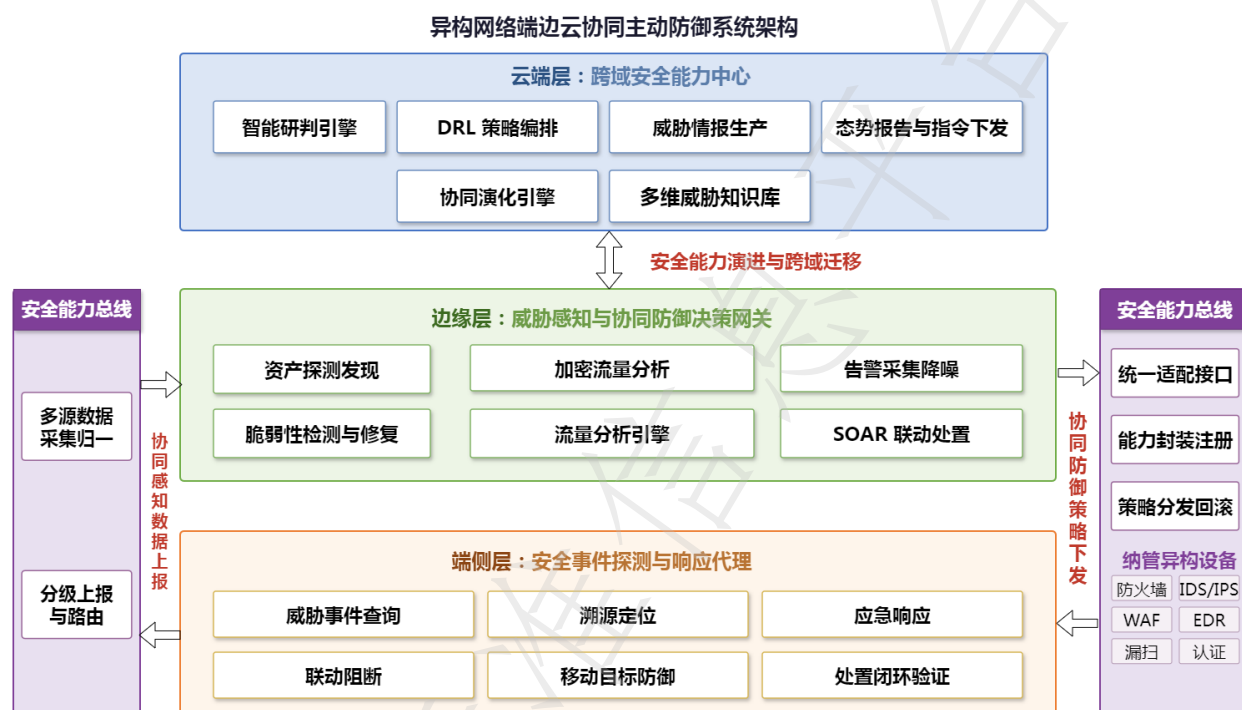 异构网络端边云协同主动防御系统架构
云端层：跨域安全能力中心
智能研判引擎
DRL 策略编排
威胁情报生产
态势报告与指令下发
协同演化引擎
多维威胁知识库
安全能力演进与跨域迁移
安全能力总线
多源数据
采集归一
分级上报
与路由
协同感知数据上报
边缘层：威胁感知与协同防御决策网关
资产探测发现
加密流量分析
告警采集降噪
脆弱性检测与修复
流量分析引擎
SOAR 联动处置
端侧层：安全事件探测与响应代理
威胁事件查询
溯源定位
应急响应
联动阻断
移动目标防御
处置闭环验证
协同防御策略下发
安全能力总线
统一适配接口
能力封装注册
策略分发回滚
纳管异构设备
防火墙
IDS/IPS
WAF
EDR
漏扫
认证